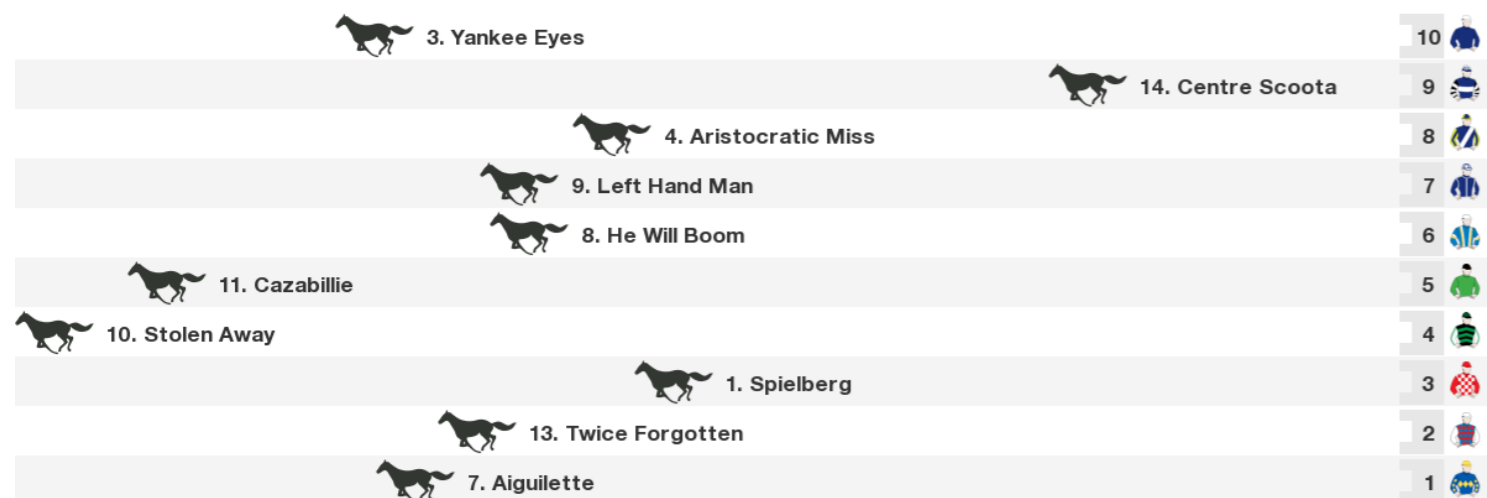 3. Yankee Eyes 10
14. Centre Scoota 9
4. Aristocratic Miss 8
9. Left Hand Man 7
8. He Will Boom 6
11. Cazabillie 5
10. Stolen Away 4
1. Spielberg 3
13. Twice Forgotten 2
7. Aiguilette 1